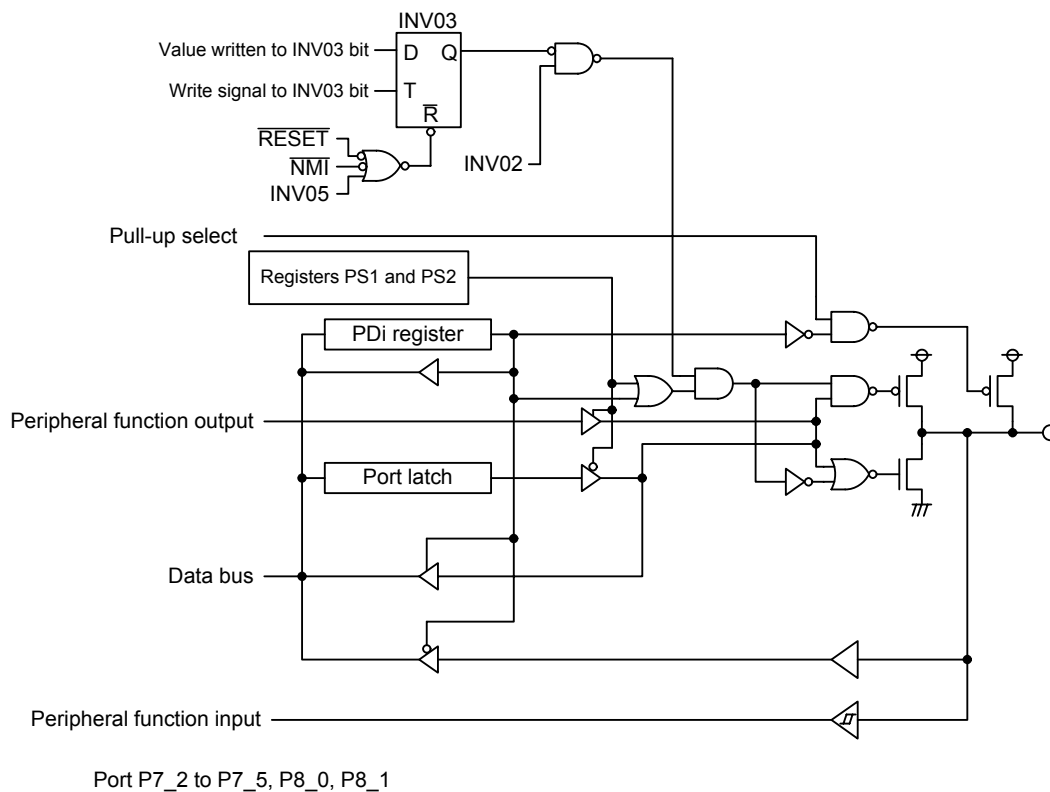 INV03
Value written to INV03 bit
D Q
Write signal to INV03 bit
T
R̅
R̅E̅S̅E̅T̅
N̅M̅I̅
INV05
INV02
Pull-up select
Registers PS1 and PS2
PDi register
Peripheral function output
Port latch
Data bus
Peripheral function input
Port P7_2 to P7_5, P8_0, P8_1